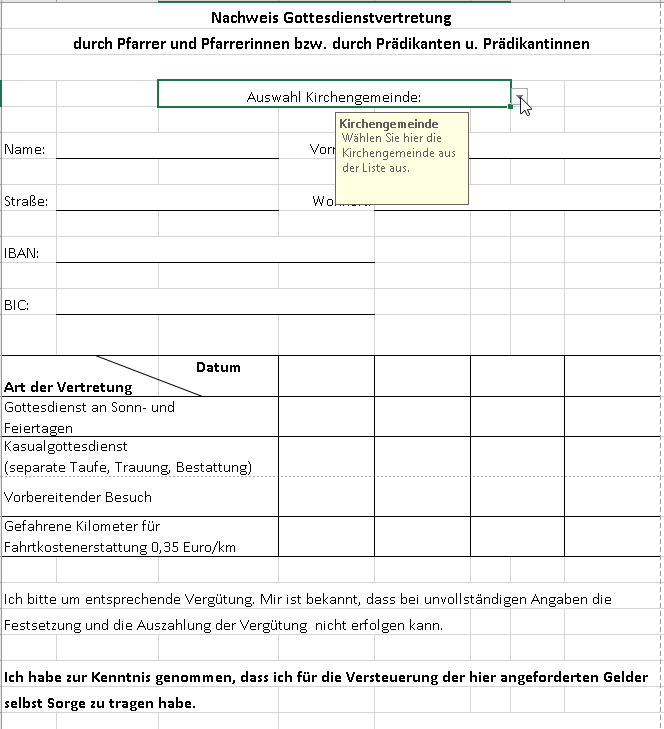 Nachweis Gottesdienstvertretung
durch Pfarrer und Pfarrerinnen bzw. durch Prädikanten u. Prädikantinnen
Auswahl Kirchengemeinde:
Kirchengemeinde
Wählen Sie hier die
Kirchengemeinde aus
der Liste aus.
Name:
Straße:
IBAN:
BIC:
Datum
Art der Vertretung
Gottesdienst an Sonn- und
Feiertagen
Kasualgottesdienst
(separate Taufe, Trauung, Bestattung)
Vorbereitender Besuch
Gefahrene Kilometer für
Fahrtkostenerstattung 0,35 Euro/km
Ich bitte um entsprechende Vergütung. Mir ist bekannt, dass bei unvollständigen Angaben die
Festsetzung und die Auszahlung der Vergütung  nicht erfolgen kann.
Ich habe zur Kenntnis genommen, dass ich für die Versteuerung der hier angeforderten Gelder
selbst Sorge zu tragen habe.